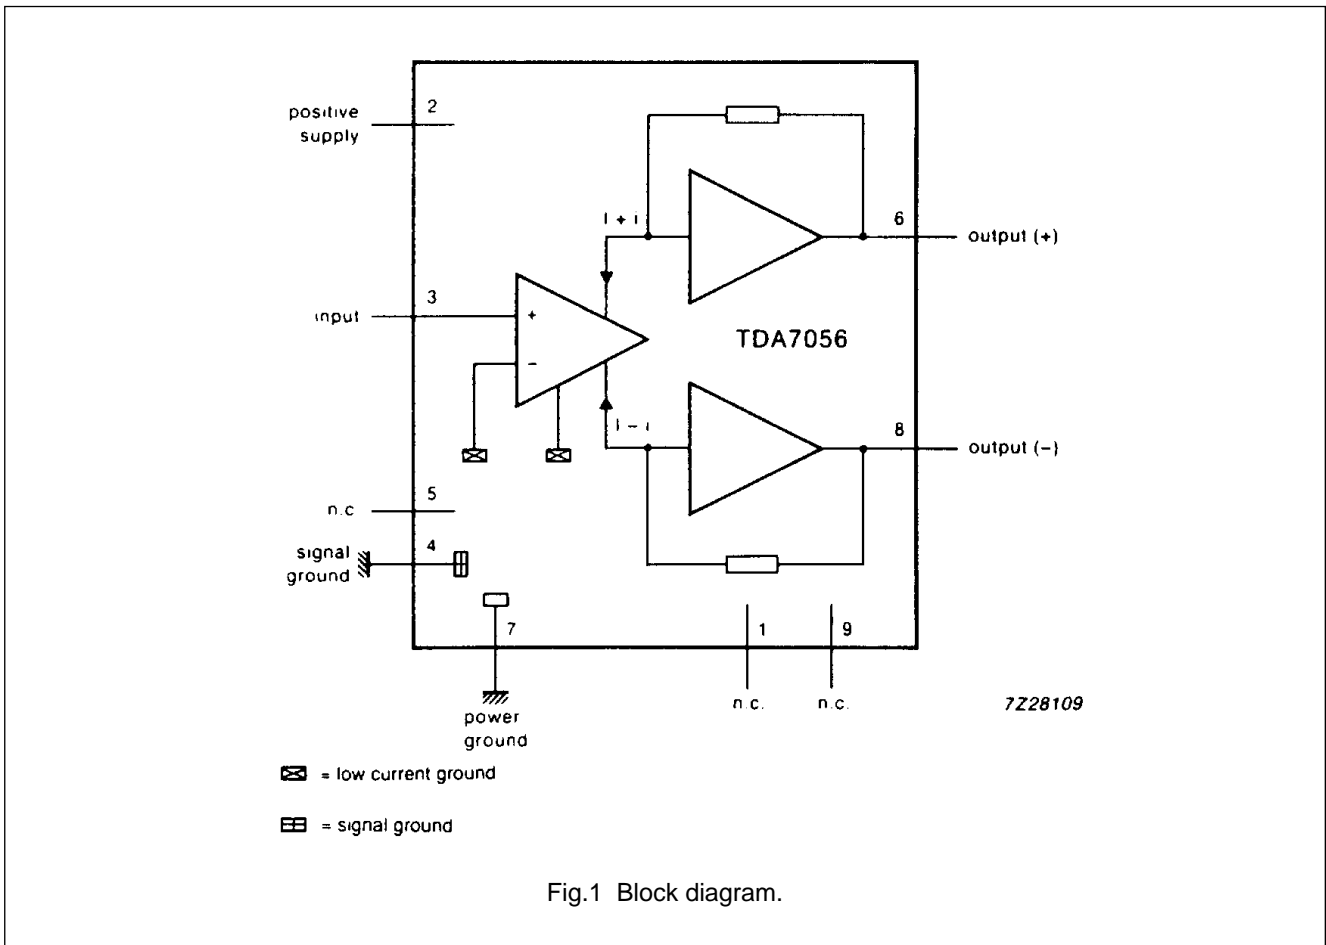 positive
supply
2
I + i
6
output (+)
3
input
+
−
TDA7056
I − i
8
output (−)
5
n.c
signal
ground
4
7
1
9
power
ground
n.c.
n.c.
7Z28109
= low current ground
= signal ground
Fig.1 Block diagram.